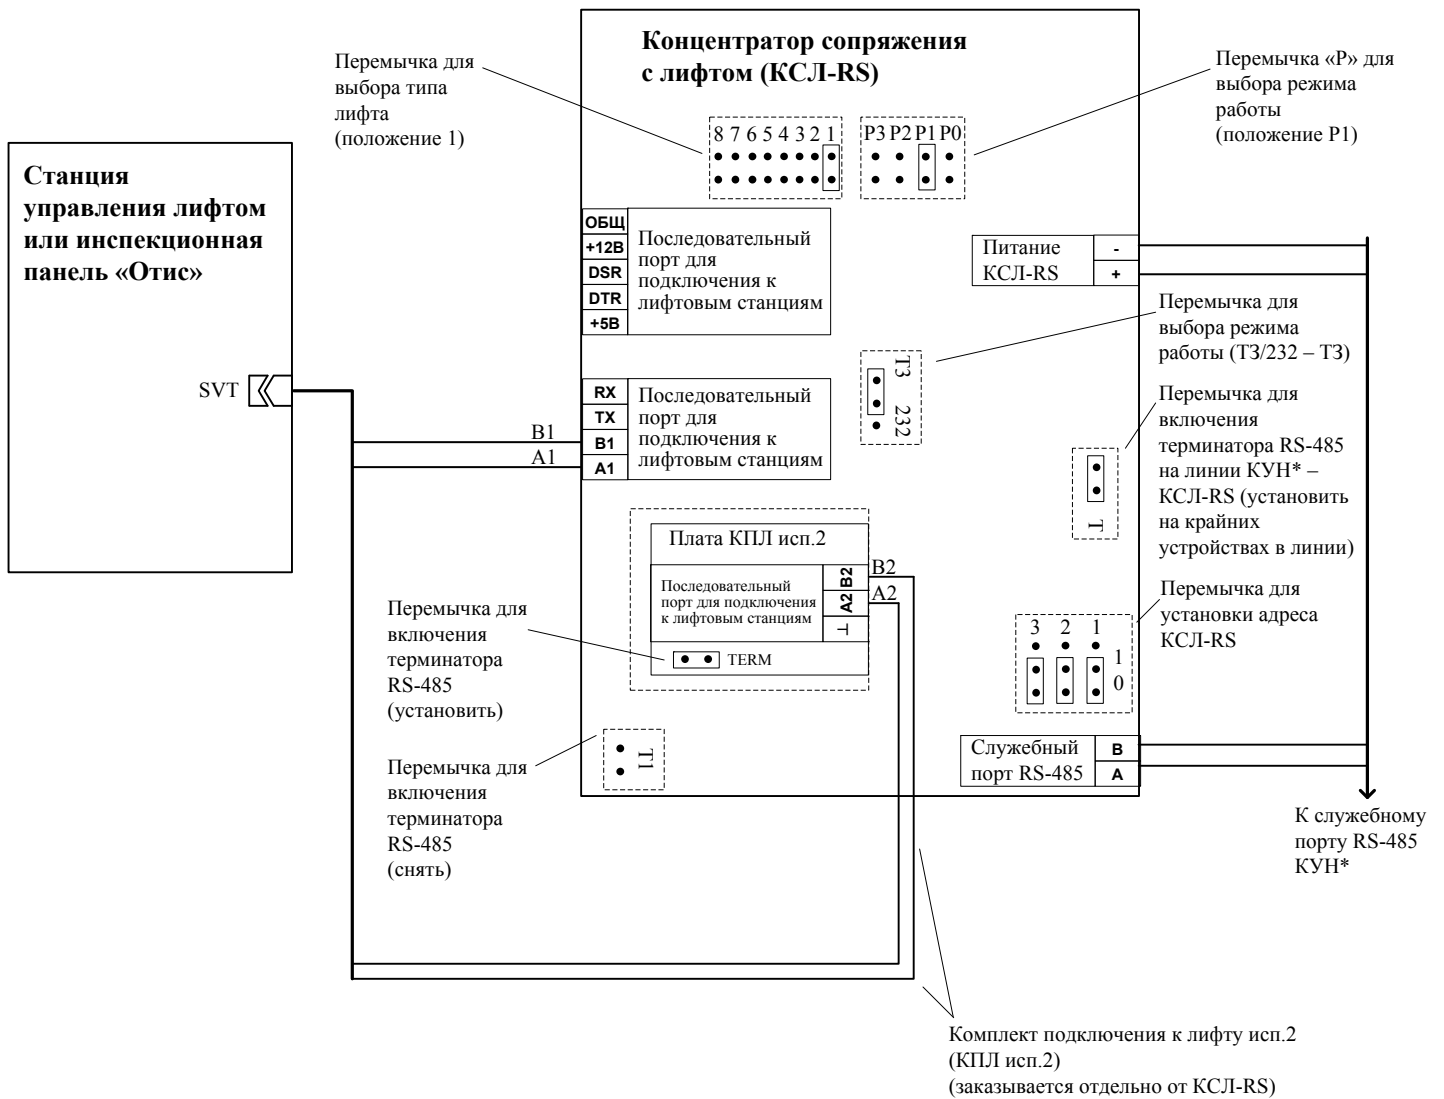 Концентратор сопряжения
с лифтом (КСЛ-RS)
Перемычка для
выбора типа
лифта
(положение 1)
Перемычка «Р» для
выбора режима
работы
(положение Р1)
8 7 6 5 4 3 2 1
P3 P2 P1 P0
Станция
управления лифтом
или инспекционная
панель «Отис»
SVT
ОБЩ
+12В
DSR
DTR
+5В
Последовательный
порт для
подключения к
лифтовым станциям
Питание
КСЛ-RS
-
+
Перемычка для
выбора режима
работы (ТЗ/232 – ТЗ)
ТЗ
232
RX
TX
B1
A1
Последовательный
порт для
подключения к
лифтовым станциям
B1
A1
Перемычка для
включения
терминатора RS-485
на линии КУН* –
КСЛ-RS (установить
на крайних
устройствах в линии)
Т
Плата КПЛ исп.2
Последовательный
порт для подключения
к лифтовым станциям
B2
A2
⊥
B2
A2
TERM
Перемычка для
включения
терминатора
RS-485
(установить)
Перемычка для
установки адреса
КСЛ-RS
3 2 1
1
0
Т1
Перемычка для
включения
терминатора
RS-485
(снять)
Служебный
порт RS-485
B
A
К служебному
порту RS-485
КУН*
Комплект подключения к лифту исп.2
(КПЛ исп.2)
(заказывается отдельно от КСЛ-RS)